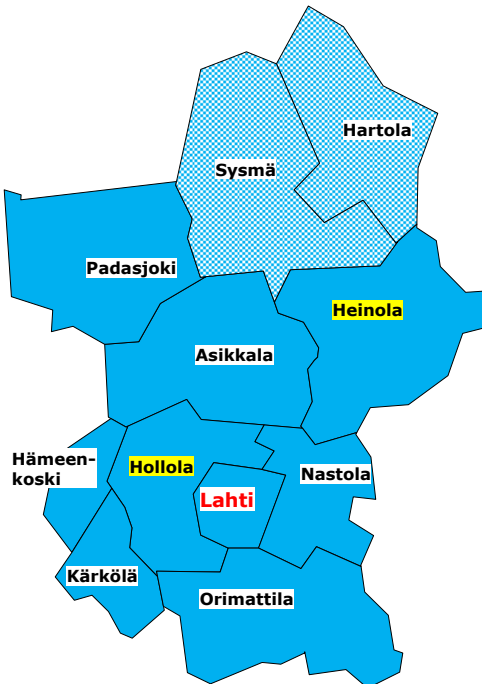 Hartola
Sysmä
Padasjoki
Heinola
Asikkala
Hämeen-
koski
Hollola
Nastola
Lahti
Kärkölä
Orimattila